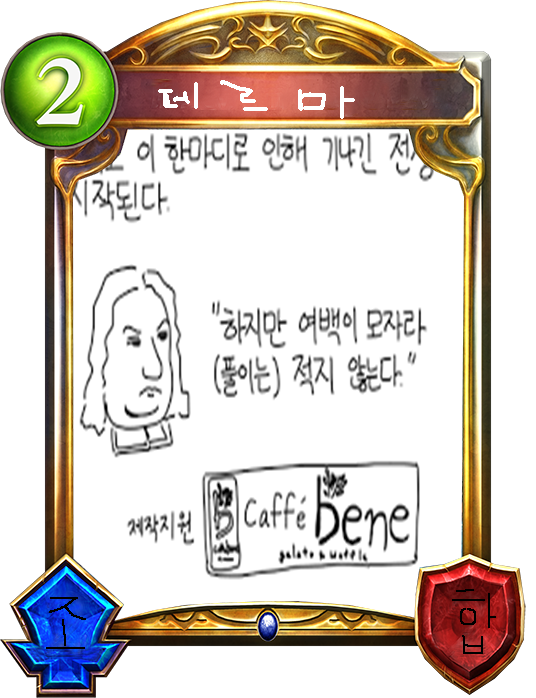 2
데르마
이 한마디로 인해 기나긴 전쟁
시작된다.
"하지만 여백이 모자라
(풀이는) 적지 않는다."
제작지원
Caffé bene
gelato & waffle
조
합